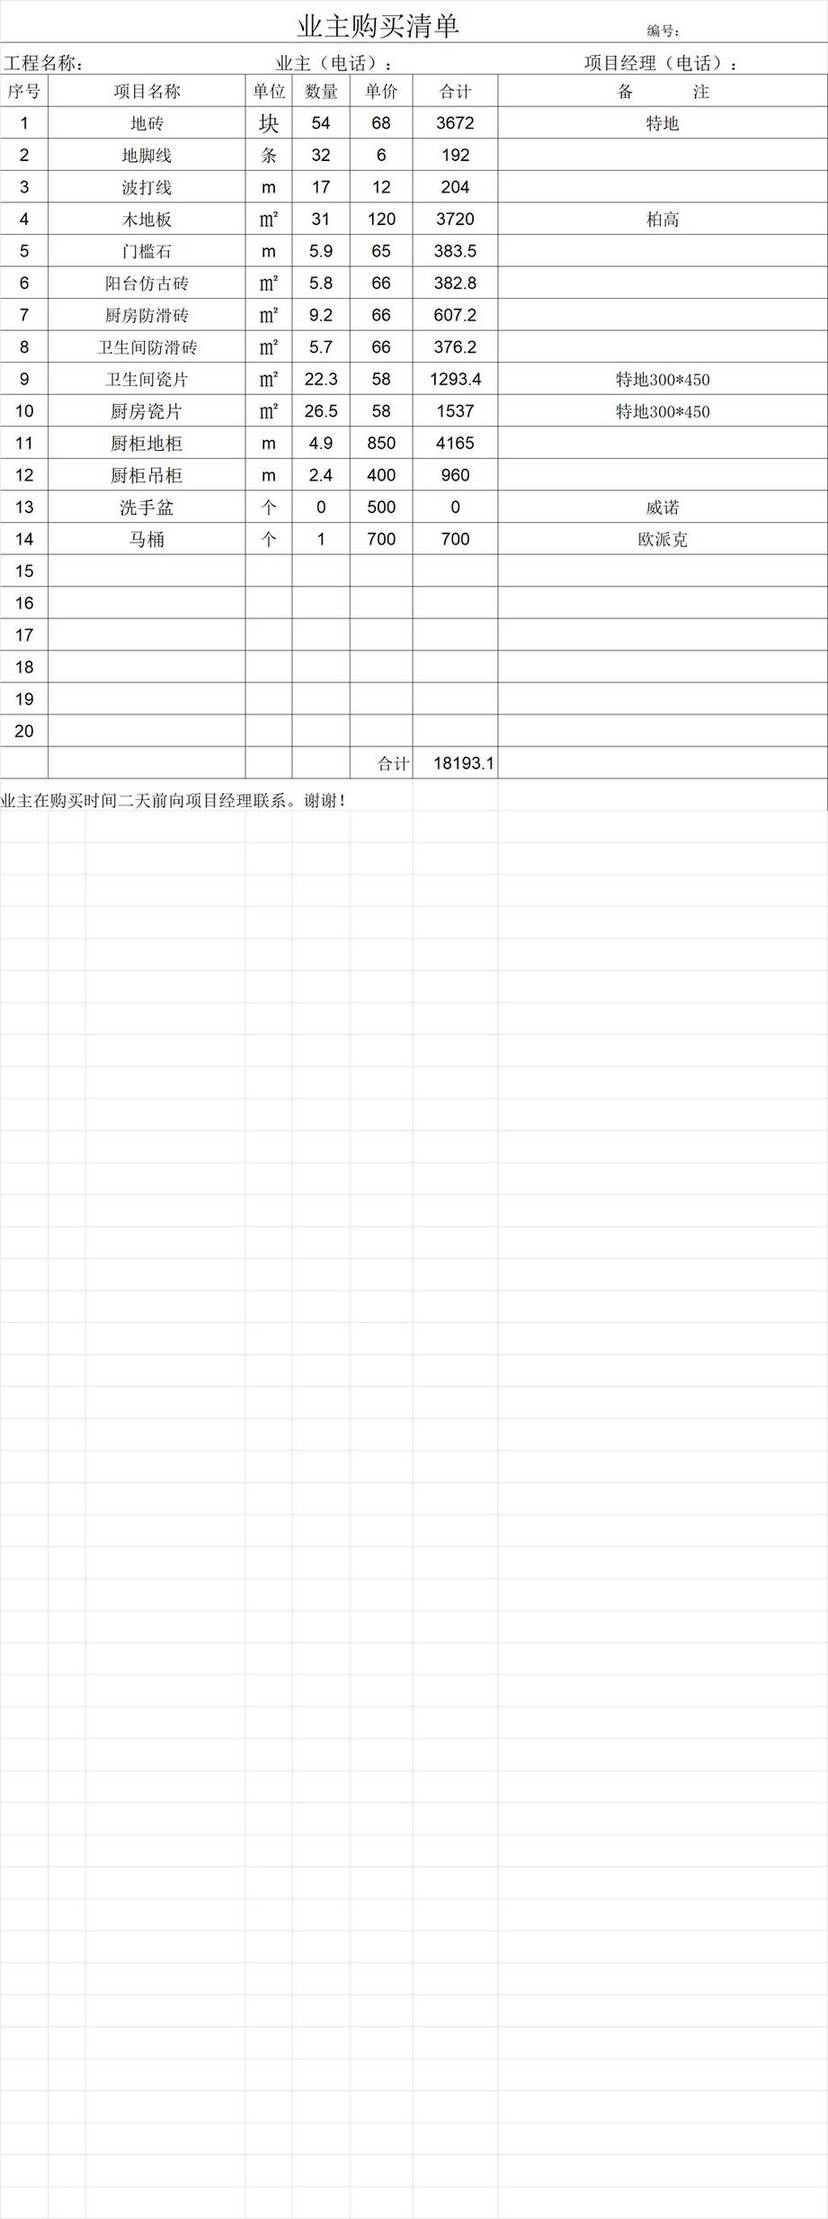 业主购买清单 编号：
工程名称： 业主（电话）： 项目经理（电话）：
序号 项目名称 单位 数量 单价 合计 备 注
1 地砖 块 54 68 3672 特地
2 地脚线 条 32 6 192
3 波打线 m 17 12 204
4 木地板 ㎡ 31 120 3720 柏高
5 门槛石 m 5.9 65 383.5
6 阳台仿古砖 ㎡ 5.8 66 382.8
7 厨房防滑砖 ㎡ 9.2 66 607.2
8 卫生间防滑砖 ㎡ 5.7 66 376.2
9 卫生间瓷片 ㎡ 22.3 58 1293.4 特地300*450
10 厨房瓷片 ㎡ 26.5 58 1537 特地300*450
11 厨柜地柜 m 4.9 850 4165
12 厨柜吊柜 m 2.4 400 960
13 洗手盆 个 0 500 0 威诺
14 马桶 个 1 700 700 欧派克
15
16
17
18
19
20
合计 18193.1
业主在购买时间二天前向项目经理联系。谢谢！